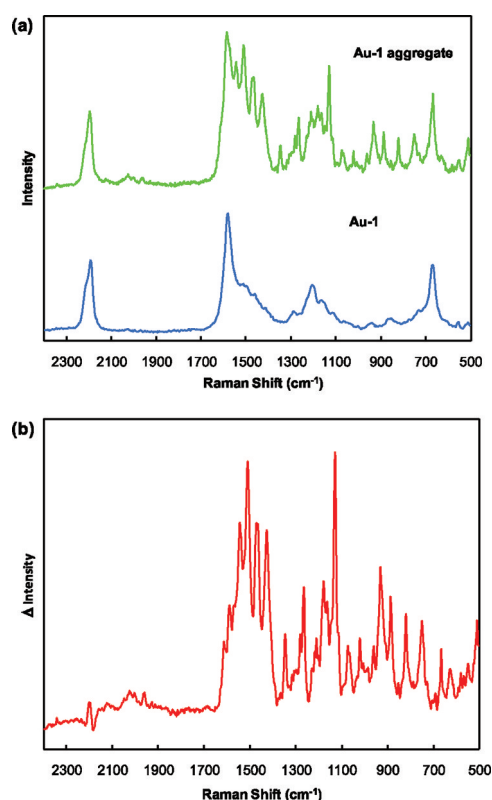 (a)
Au-1 aggregate
Au-1
Intensity
2300 2100 1900 1700 1500 1300 1100 900 700 500
Raman Shift (cm⁻¹)
(b)
Δ Intensity
2300 2100 1900 1700 1500 1300 1100 900 700 500
Raman Shift (cm⁻¹)